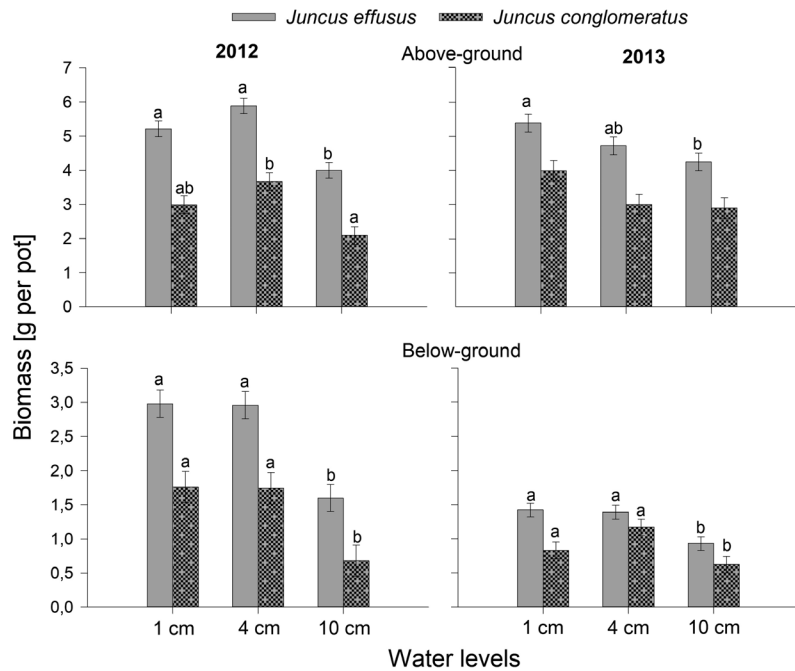 Juncus effusus Juncus conglomeratus
2012 Above-ground 2013
7
6
5
4
3
2
1
0
a
ab
a
b
b
a
a
ab
b
Biomass [g per pot]
Below-ground
3,5
3,0
2,5
2,0
1,5
1,0
0,5
0,0
a
a
a
a
b
b
a
a
a
a
b
b
1 cm 4 cm 10 cm 1 cm 4 cm 10 cm
Water levels